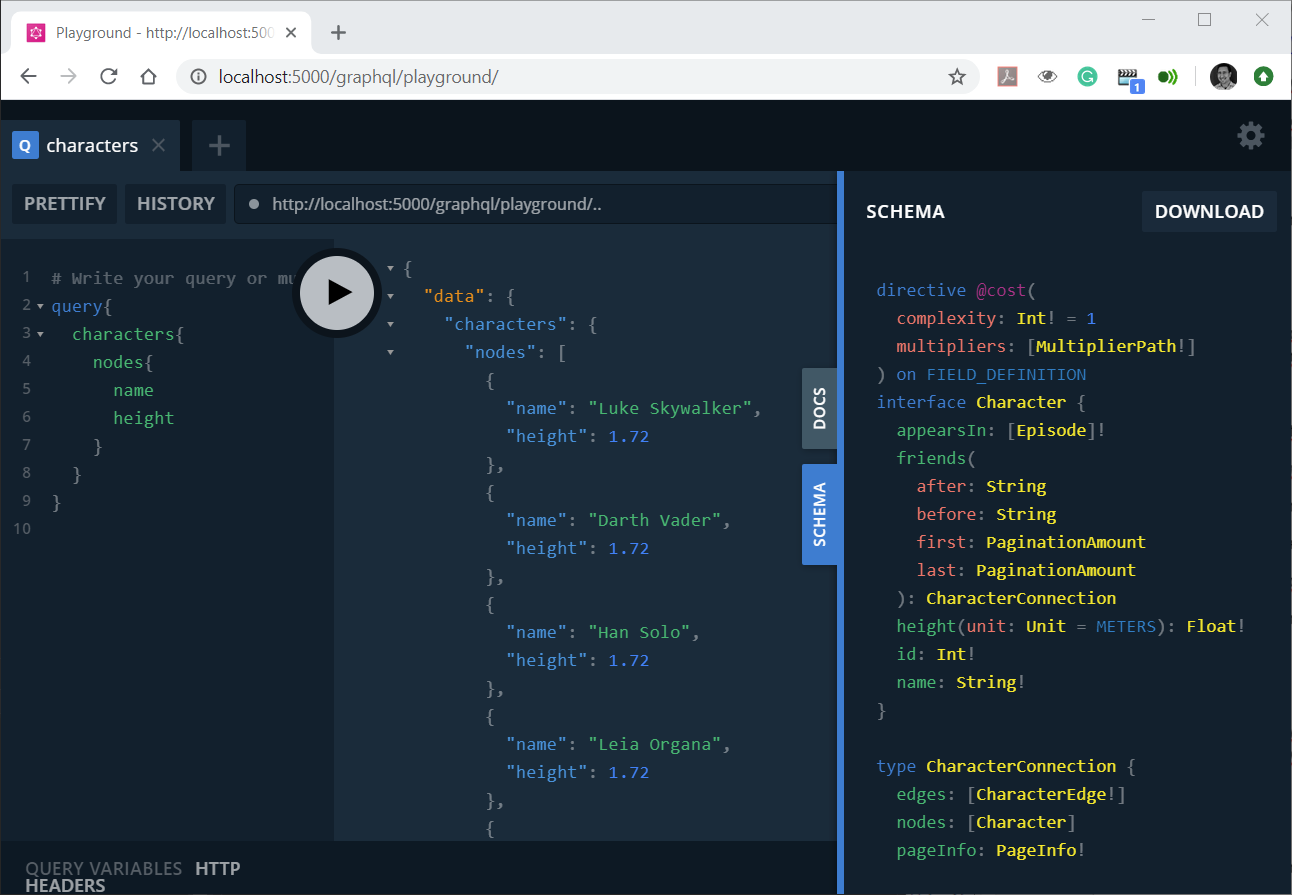 Playground - http://localhost:500
localhost:5000/graphql/playground/
1
Q characters
PRETTIFY HISTORY http://localhost:5000/graphql/playground/..
1 # Write your query or mu
2 query{
3 characters{
4 nodes{
5 name
6 height
7 }
8 }
9 }
10
{
"data": {
"characters": {
"nodes": [
{
"name": "Luke Skywalker",
"height": 1.72
},
{
"name": "Darth Vader",
"height": 1.72
},
{
"name": "Han Solo",
"height": 1.72
},
{
"name": "Leia Organa",
"height": 1.72
},
{
DOCS
SCHEMA
SCHEMA DOWNLOAD
directive @cost(
complexity: Int! = 1
multipliers: [MultiplierPath!]
) on FIELD_DEFINITION
interface Character {
appearsIn: [Episode]!
friends(
after: String
before: String
first: PaginationAmount
last: PaginationAmount
): CharacterConnection
height(unit: Unit = METERS): Float!
id: Int!
name: String!
}
type CharacterConnection {
edges: [CharacterEdge!]
nodes: [Character]
pageInfo: PageInfo!
QUERY VARIABLES HTTP
HEADERS